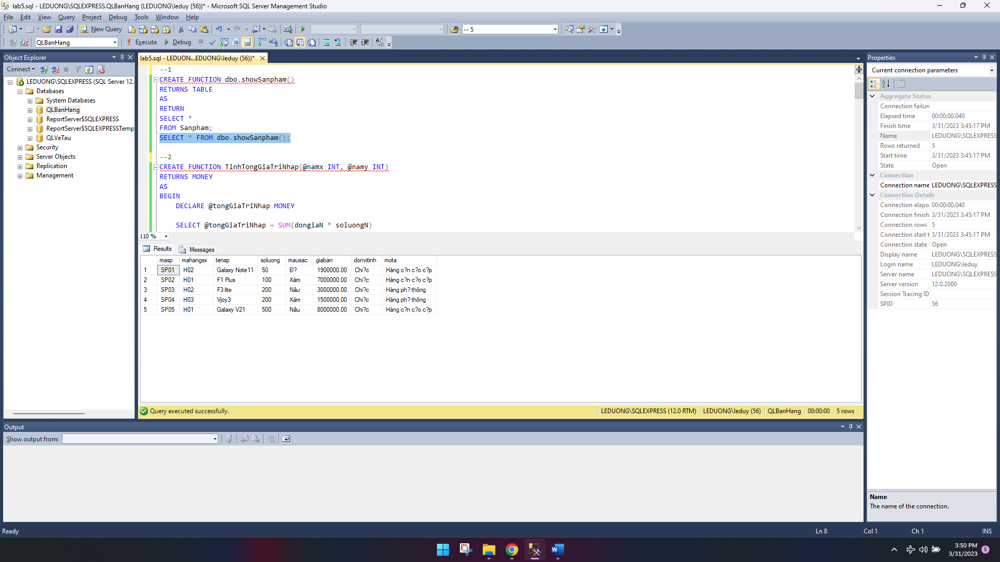 lab5.sql - LEDUONG\SQLEXPRESS.QLBanHang (LEDUONG\leduy (56))* - Microsoft SQL Server Management Studio
File Edit View Query Project Debug Tools Window Help
New Query -- 5
QLBanHang Execute Debug
Object Explorer
Connect
LEDUONG\SQLEXPRESS (SQL Server 12.
Databases
System Databases
QLBanHang
ReportServer$SQLEXPRESS
ReportServer$SQLEXPRESSTemp
QLVeTau
Security
Server Objects
Replication
Management
lab5.sql - LEDUON...EDUONG\leduy (56))*
--1
CREATE FUNCTION dbo.showSanpham()
RETURNS TABLE
AS
RETURN
SELECT *
FROM Sanpham;
SELECT * FROM dbo.showSanpham();
--2
CREATE FUNCTION TinhTongGiaTriNhap(@namx INT, @namy INT)
RETURNS MONEY
AS
BEGIN
DECLARE @tongGiaTriNhap MONEY
SELECT @tongGiaTriNhap = SUM(dongiaN * soluongN)
110 %
Results Messages
masp mahangsx tensp soluong mausac giaban donvitinh mota
1 SP01 H02 Galaxy Note11 50 Đ? 1900000.00 Chi?c Hàng c?n c?o c?p
2 SP02 H01 F1 Plus 100 Xám 7000000.00 Chi?c Hàng c?n c?o c?p
3 SP03 H02 F3 lite 200 Nâu 3000000.00 Chi?c Hàng ph? thông
4 SP04 H03 Vjoy3 200 Xám 1500000.00 Chi?c Hàng ph? thông
5 SP05 H01 Galaxy V21 500 Nâu 8000000.00 Chi?c Hàng c?n c?o c?p
Query executed successfully. LEDUONG\SQLEXPRESS (12.0 RTM) LEDUONG\leduy (56) QLBanHang 00:00:00 5 rows
Output
Show output from:
Properties
Current connection parameters
Aggregate Status
Connection failure
Elapsed time 00:00:00.040
Finish time 3/31/2023 3:45:17 PM
Name LEDUONG\SQLEXPRESS
Rows returned 5
Start time 3/31/2023 3:45:17 PM
State Open
Connection
Connection name LEDUONG\SQLEXPRESS
Connection Details
Connection elaps 00:00:00.040
Connection finish 3/31/2023 3:45:17 PM
Connection rows 5
Connection start t 3/31/2023 3:45:17 PM
Connection state Open
Display name LEDUONG\SQLEXPRESS
Login name LEDUONG\leduy
Server name LEDUONG\SQLEXPRESS
Server version 12.0.2000
Session Tracing ID
SPID 56
Name
The name of the connection.
Ready Ln 8 Col 1 Ch 1 INS
3:50 PM
3/31/2023
5